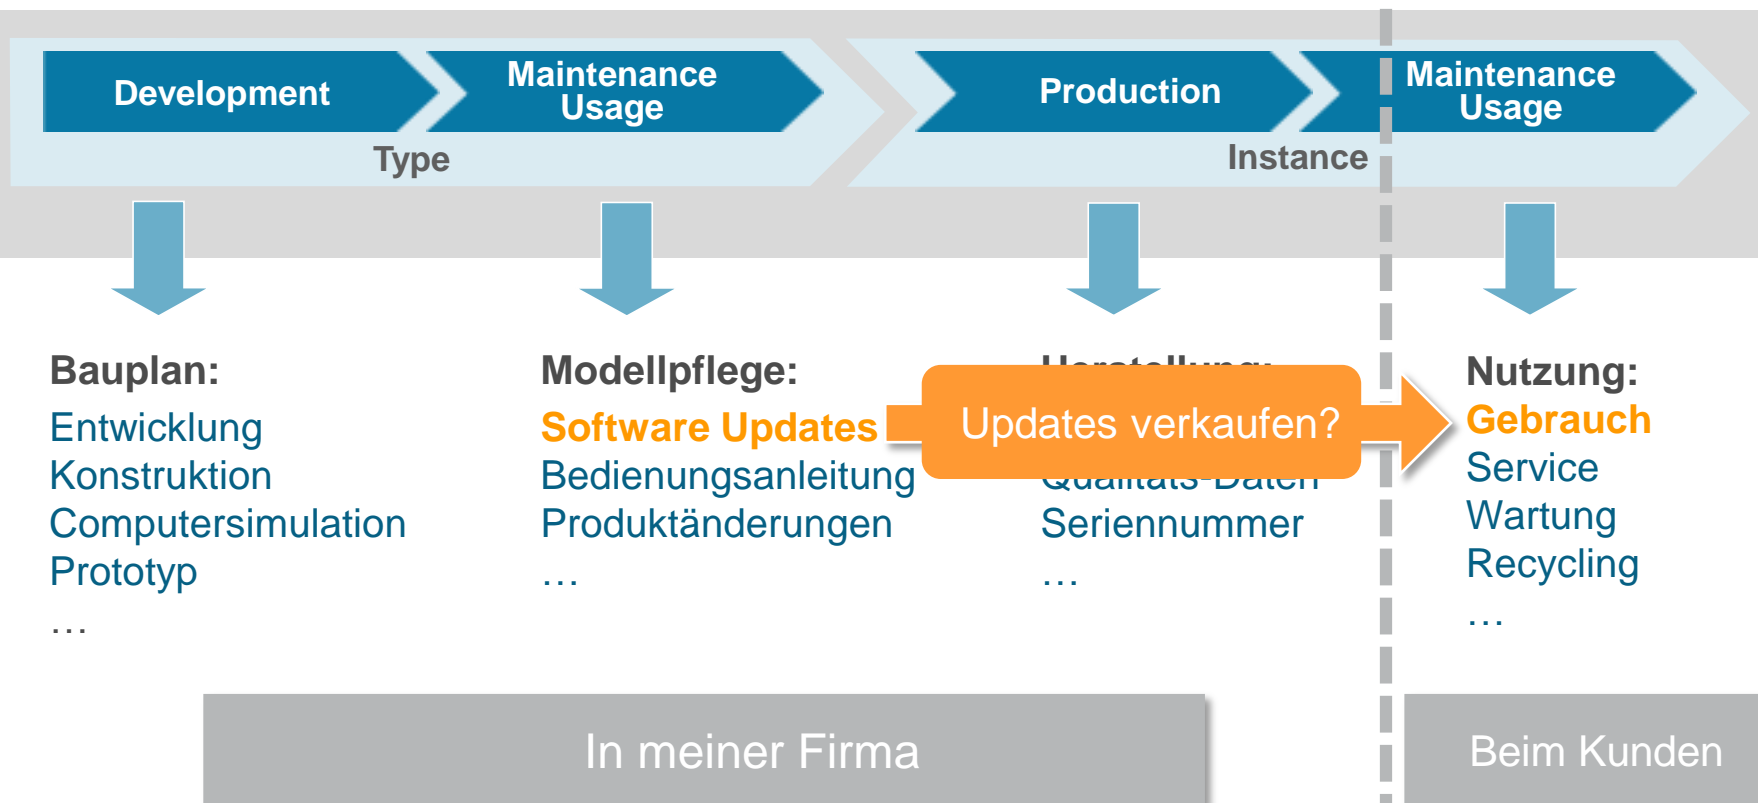 Development
Maintenance
Usage
Production
Maintenance
Usage
Type
Instance
Bauplan:
Entwicklung
Konstruktion
Computersimulation
Prototyp
…
Modellpflege:
Software Updates
Bedienungsanleitung
Produktänderungen
…
Updates verkaufen?
Seriennummer
…
Nutzung:
Gebrauch
Service
Wartung
Recycling
…
In meiner Firma
Beim Kunden